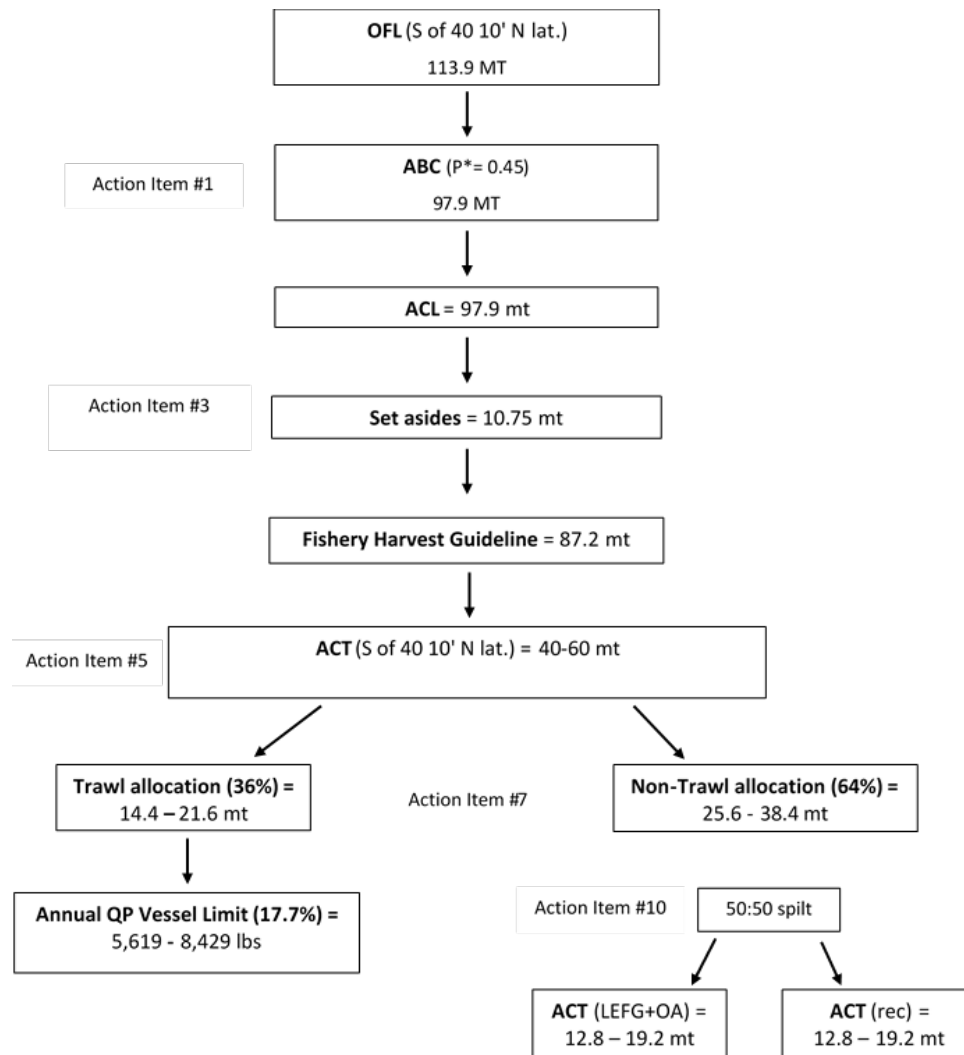 OFL (S of 40 10' N lat.)
113.9 MT
Action Item #1
ABC (P*= 0.45)
97.9 MT
ACL = 97.9 mt
Action Item #3
Set asides = 10.75 mt
Fishery Harvest Guideline = 87.2 mt
Action Item #5
ACT (S of 40 10' N lat.) = 40-60 mt
Trawl allocation (36%) =
14.4 – 21.6 mt
Action Item #7
Non-Trawl allocation (64%) =
25.6 - 38.4 mt
Annual QP Vessel Limit (17.7%) =
5,619 - 8,429 lbs
Action Item #10
50:50 spilt
ACT (LEFG+OA) =
12.8 – 19.2 mt
ACT (rec) =
12.8 – 19.2 mt